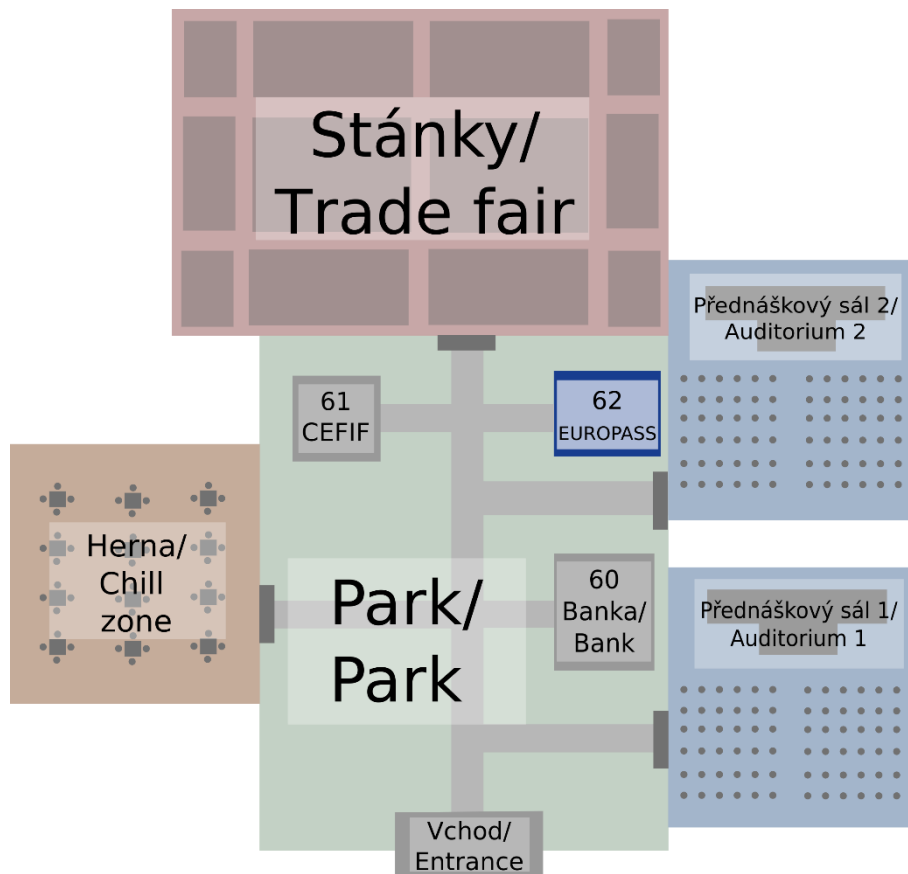 Stánky/
Trade fair
Přednáškový sál 2/
Auditorium 2
61
CEFIF
62
EUROPASS
Herna/
Chill
zone
Park/
Park
60
Banka/
Bank
Přednáškový sál 1/
Auditorium 1
Vchod/
Entrance